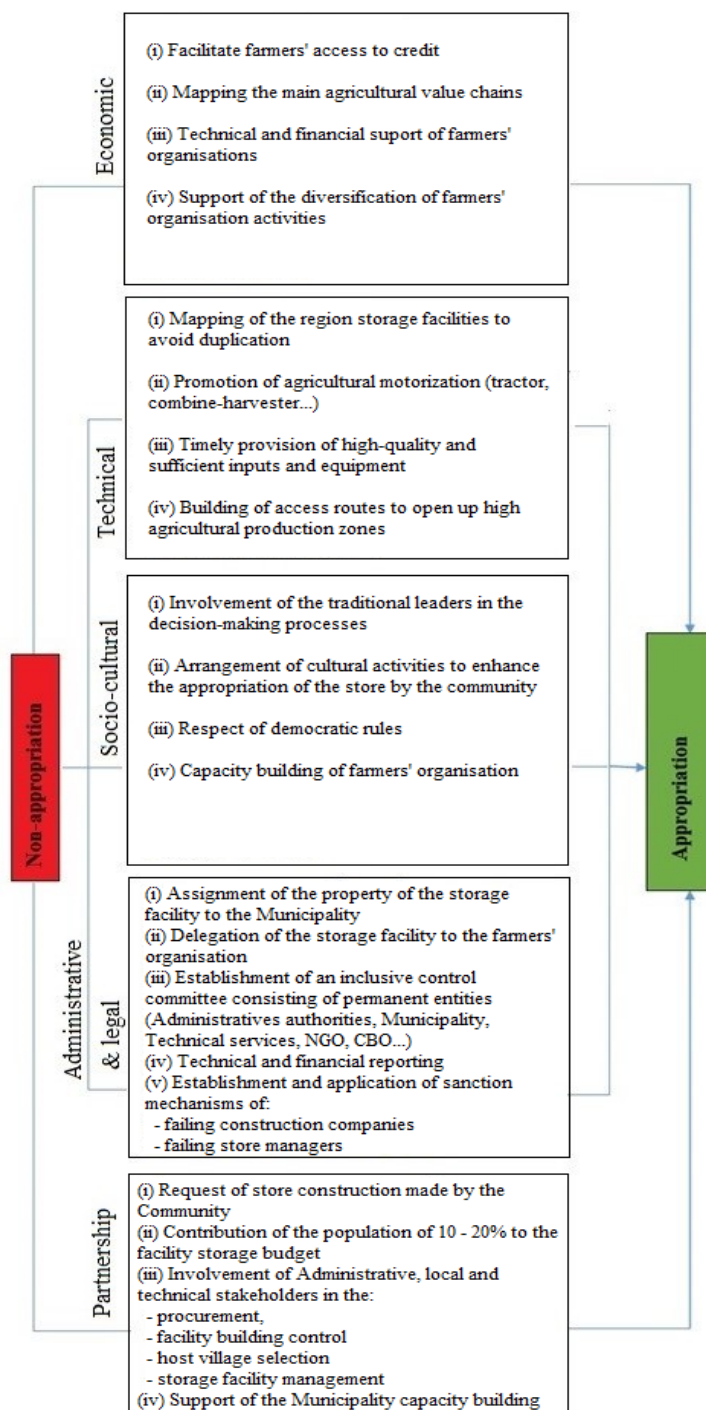 Economic
(i) Facilitate farmers' access to credit
(ii) Mapping the main agricultural value chains
(iii) Technical and financial suport of farmers'
organisations
(iv) Support of the diversification of farmers'
organisation activities
Technical
(i) Mapping of the region storage facilities to
avoid duplication
(ii) Promotion of agricultural motorization (tractor,
combine-harvester...)
(iii) Timely provision of high-quality and
sufficient inputs and equipment
(iv) Building of access routes to open up high
agricultural production zones
Non-appropriation
Socio-cultural
(i) Involvement of the traditional leaders in the
decision-making processes
(ii) Arrangement of cultural activities to enhance
the appropriation of the store by the community
(iii) Respect of democratic rules
(iv) Capacity building of farmers' organisation
Appropriation
Administrative
& legal
(i) Assignment of the property of the storage
facility to the Municipality
(ii) Delegation of the storage facility to the farmers'
organisation
(iii) Establishment of an inclusive control
committee consisting of permanent entities
(Administratives authorities, Municipality,
Technical services, NGO, CBO...)
(iv) Technical and financial reporting
(v) Establishment and application of sanction
mechanisms of:
- failing construction companies
- failing store managers
Partnership
(i) Request of store construction made by the
Community
(ii) Contribution of the population of 10 - 20% to the
facility storage budget
(iii) Involvement of Administrative, local and
technical stakeholders in the:
- procurement,
- facility building control
- host village selection
- storage facility management
(iv) Support of the Municipality capacity building